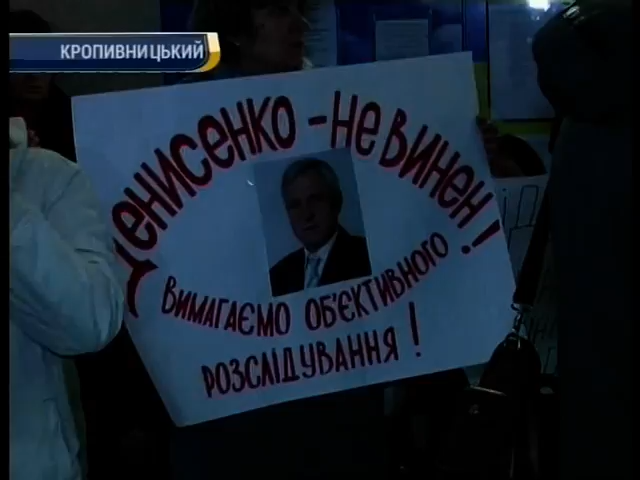 КРОПИВНИЦЬКИЙ
ДЕНИСЕНКО - НЕ ВИНЕН!
ВИМАГАЄМО ОБ'ЄКТИВНОГО
РОЗСЛІДУВАННЯ!